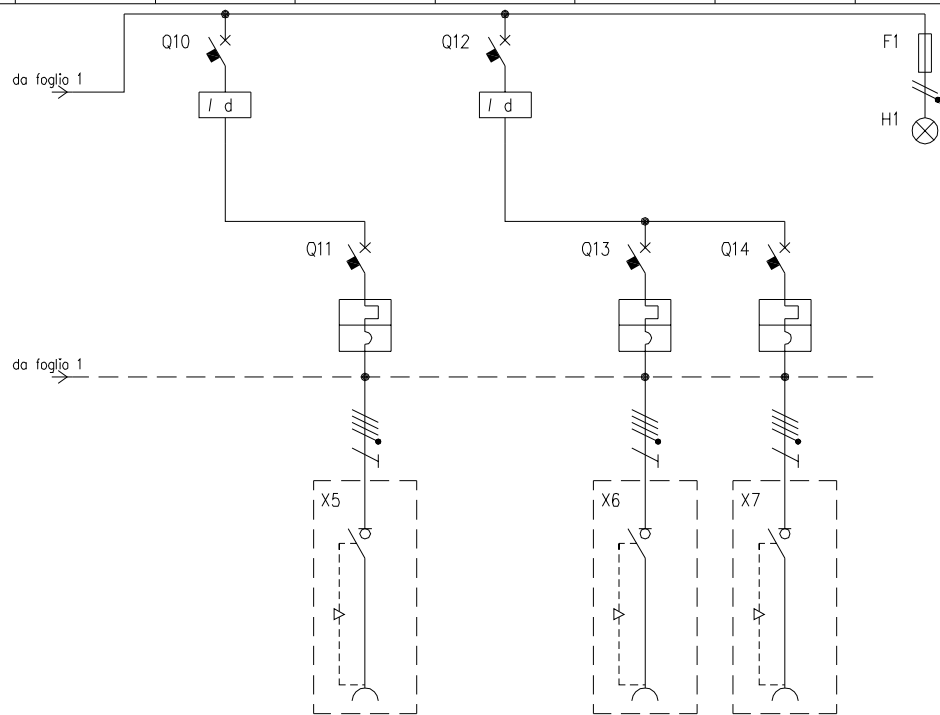 Q10
Q12
F1
da foglio 1
I d
I d
H1
Q11
Q13
Q14
da foglio 1
X5
X6
X7